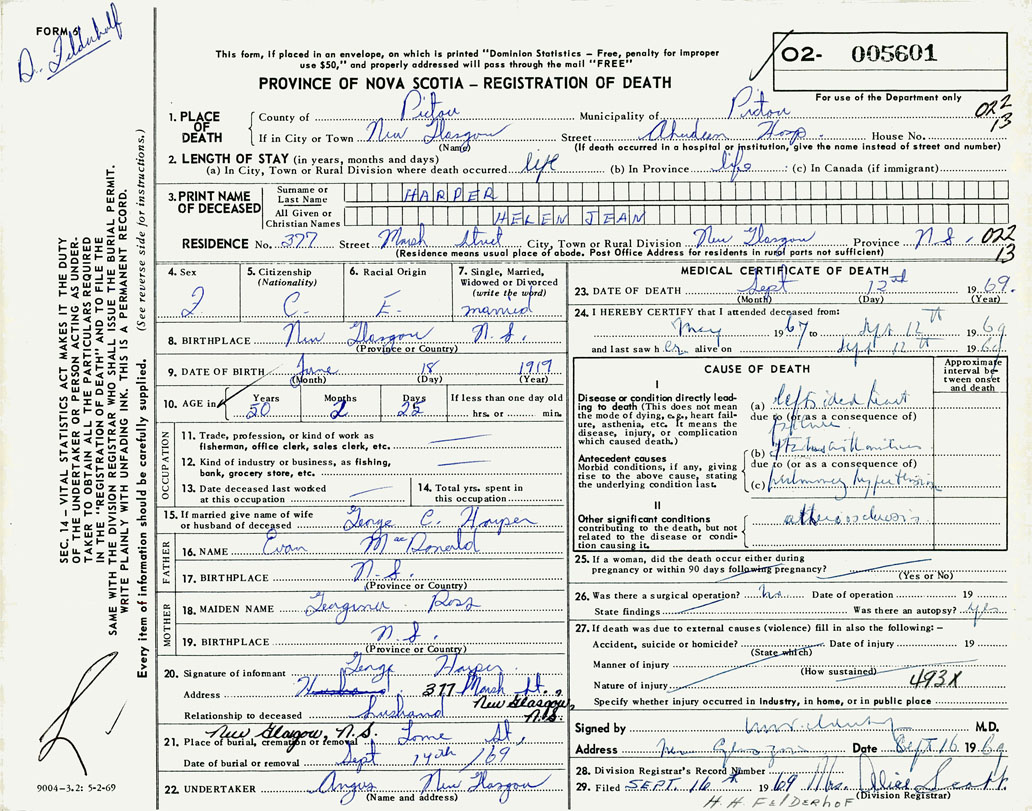 FORM 6
D. Felderhof
This form, if placed in an envelope, on which is printed "Dominion Statistics – Free, penalty for improper
use $50," and properly addressed will pass through the mail "FREE"
PROVINCE OF NOVA SCOTIA – REGISTRATION OF DEATH
02- 005601
For use of the Department only
022
13
1. PLACE OF DEATH
County of Pictou Municipality of Pictou
If in City or Town New Glasgow Street Aberdeen Hosp. House No.
(Name) (If death occurred in a hospital or institution, give the name instead of street and number)
2. LENGTH OF STAY (in years, months and days)
(a) In City, Town or Rural Division where death occurred life (b) In Province life : (c) In Canada (if immigrant)
3. PRINT NAME OF DECEASED
Surname or Last Name HARPER
All Given or Christian Names HELEN JEAN
RESIDENCE No. 377 Street Marsh Street City, Town or Rural Division New Glasgow Province N.S. 022
(Residence means usual place of abode. Post Office Address for residents in rural parts not sufficient) 13
4. Sex F
5. Citizenship (Nationality) C.
6. Racial Origin E.
7. Single, Married, Widowed or Divorced (write the word) married
8. BIRTHPLACE New Glasgow N.S.
(Province or Country)
9. DATE OF BIRTH June 18 1919
(Month) (Day) (Year)
10. AGE in Years 50 Months 2 Days 25 If less than one day old
hrs. or min.
OCCUPATION
11. Trade, profession, or kind of work as
fisherman, office clerk, sales clerk, etc.
12. Kind of industry or business, as fishing,
bank, grocery store, etc.
13. Date deceased last worked
at this occupation
14. Total yrs. spent in
this occupation
15. If married give name of wife
or husband of deceased George C. Harper
FATHER
16. NAME Evan MacDonald
17. BIRTHPLACE N.S.
(Province or Country)
MOTHER
18. MAIDEN NAME Ross
19. BIRTHPLACE N.S.
(Province or Country)
20. Signature of informant George Harper
Address Husband 377 Marsh St.,
New Glasgow,
N.S.
Relationship to deceased husband
New Glasgow, N.S.
21. Place of burial, cremation or removal Lorne St,
Date of burial or removal Sept 14th /69
22. UNDERTAKER Angus New Glasgow
(Name and address)
MEDICAL CERTIFICATE OF DEATH
23. DATE OF DEATH Sept 12th 19 69.
(Month) (Day) (Year)
24. I HEREBY CERTIFY that I attended deceased from:
May 19 67 to Sept. 12th 19 69
and last saw h er alive on Sept 12th 19 69
CAUSE OF DEATH
Approximate interval between onset and death
I
Disease or condition directly leading to death (This does not mean the mode of dying, e.g., heart failure, asthenia, etc. It means the disease, injury, or complication which caused death.)
(a) left sided heart
due to (or as a consequence of)
failure
Antecedent causes
Morbid conditions, if any, giving rise to the above cause, stating the underlying condition last.
(b)
due to (or as a consequence of)
(c) pulmonary hypertension
II
Other significant conditions contributing to the death, but not related to the disease or condition causing it.
atherosclerosis
25. If a woman, did the death occur either during
pregnancy or within 90 days following pregnancy?
(Yes or No)
26. Was there a surgical operation? No Date of operation 19
State findings Was there an autopsy? yes
27. If death was due to external causes (violence) fill in also the following: –
Accident, suicide or homicide? Date of injury 19
(State which)
Manner of injury
(How sustained)
Nature of injury 493X
Specify whether injury occurred in industry, in home, or in public place
Signed by M.D.
Address New Glasgow Date Sept 16 19 69
28. Division Registrar's Record Number
29. Filed SEPT. 16th 19 69 Mrs. Alice Scott
(Division Registrar)
H. H. FELDERHOF
SEC. 14 – VITAL STATISTICS ACT MAKES IT THE DUTY
OF THE UNDERTAKER OR PERSON ACTING AS UNDER-
TAKER TO OBTAIN ALL THE PARTICULARS REQUIRED
IN THE "REGISTRATION OF DEATH" AND TO FILE THE
SAME WITH THE DIVISION REGISTRAR WHO SHALL ISSUE THE BURIAL PERMIT.
WRITE PLAINLY WITH UNFADING INK. THIS IS A PERMANENT RECORD.
Every item of information should be carefully supplied. (See reverse side for instructions.)
9004–3.2: 5-2-69